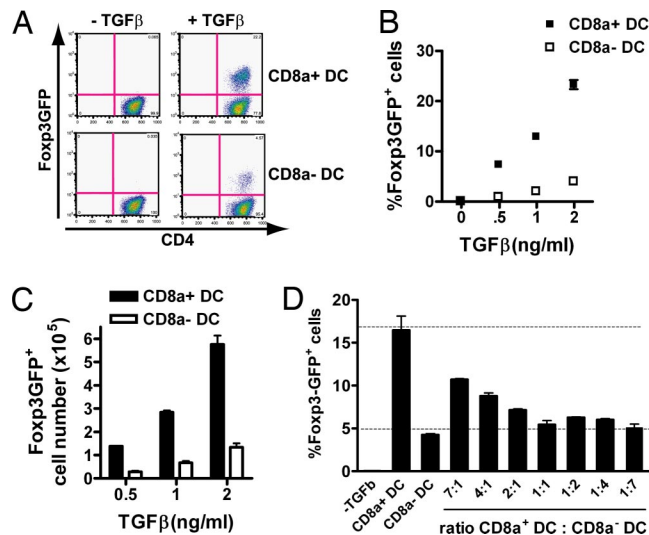 A
- TGFβ
+ TGFβ
Foxp3GFP
CD4
CD8a+ DC
CD8a- DC
B
CD8a+ DC
CD8a- DC
%Foxp3GFP⁺ cells
30
20
10
0
0 .5 1 2
TGFβ(ng/ml)
C
CD8a+ DC
CD8a- DC
Foxp3GFP⁺
cell number (x10⁵)
6
5
4
3
2
1
0
0.5 1 2
TGFβ(ng/ml)
D
%Foxp3-GFP⁺ cells
20
15
10
5
0
-TGFb CD8a+ DC CD8a- DC 7:1 4:1 2:1 1:1 1:2 1:4 1:7
ratio CD8a⁺ DC : CD8a⁻ DC